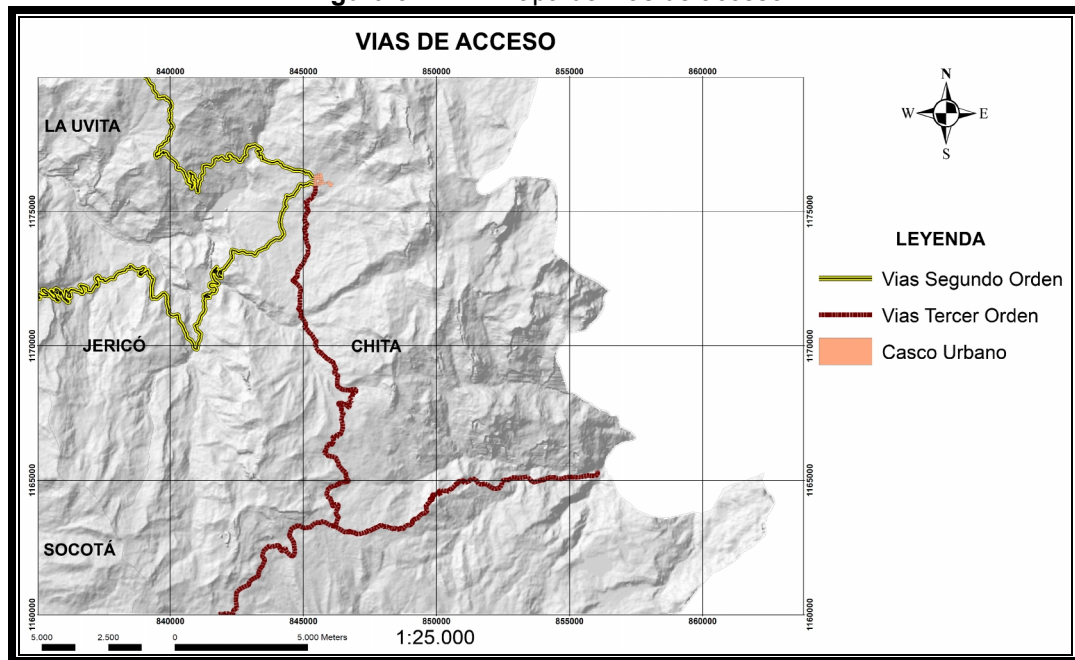 VIAS DE ACCESO
840000 845000 850000 855000 860000
N
W E
S
LA UVITA
1175000 1175000
LEYENDA
Vias Segundo Orden
Vias Tercer Orden
Casco Urbano
JERICÓ CHITA
1170000 1170000
1165000 1165000
SOCOTÁ
1160000 1160000
840000 845000 850000 855000 860000
5.000 2.500 0 5.000 Meters
1:25.000